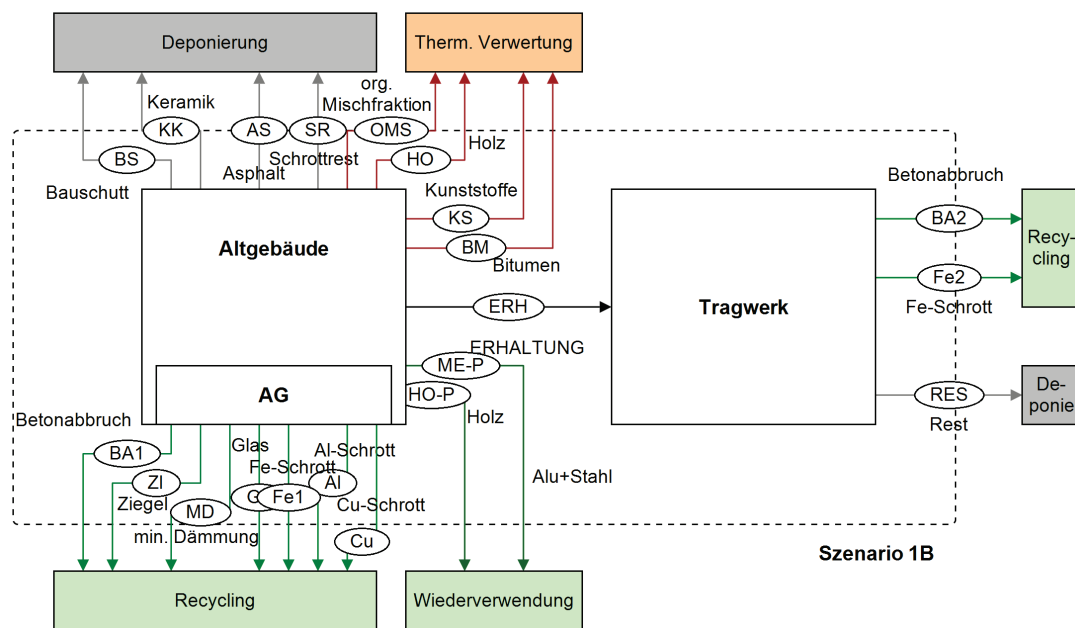 Deponierung
Therm. Verwertung
org.
Mischfraktion
Keramik
KK
AS
SR
OMS
BS
HO
Holz
Schrottrest
Asphalt
Bauschutt
Kunststoffe
KS
BM
Bitumen
Altgebäude
Betonabbruch
BA2
Recy-
cling
Fe2
Fe-Schrott
ERH
Tragwerk
ERHALTUNG
ME-P
AG
HO-P
Holz
RES
Rest
De-
ponie
Betonabbruch
BA1
Glas
Al-Schrott
Fe-Schrott
ZI
Ziegel
Fe1
Al
Cu-Schrott
Alu+Stahl
MD
min. Dämmung
Cu
Szenario 1B
Recycling
Wiederverwendung